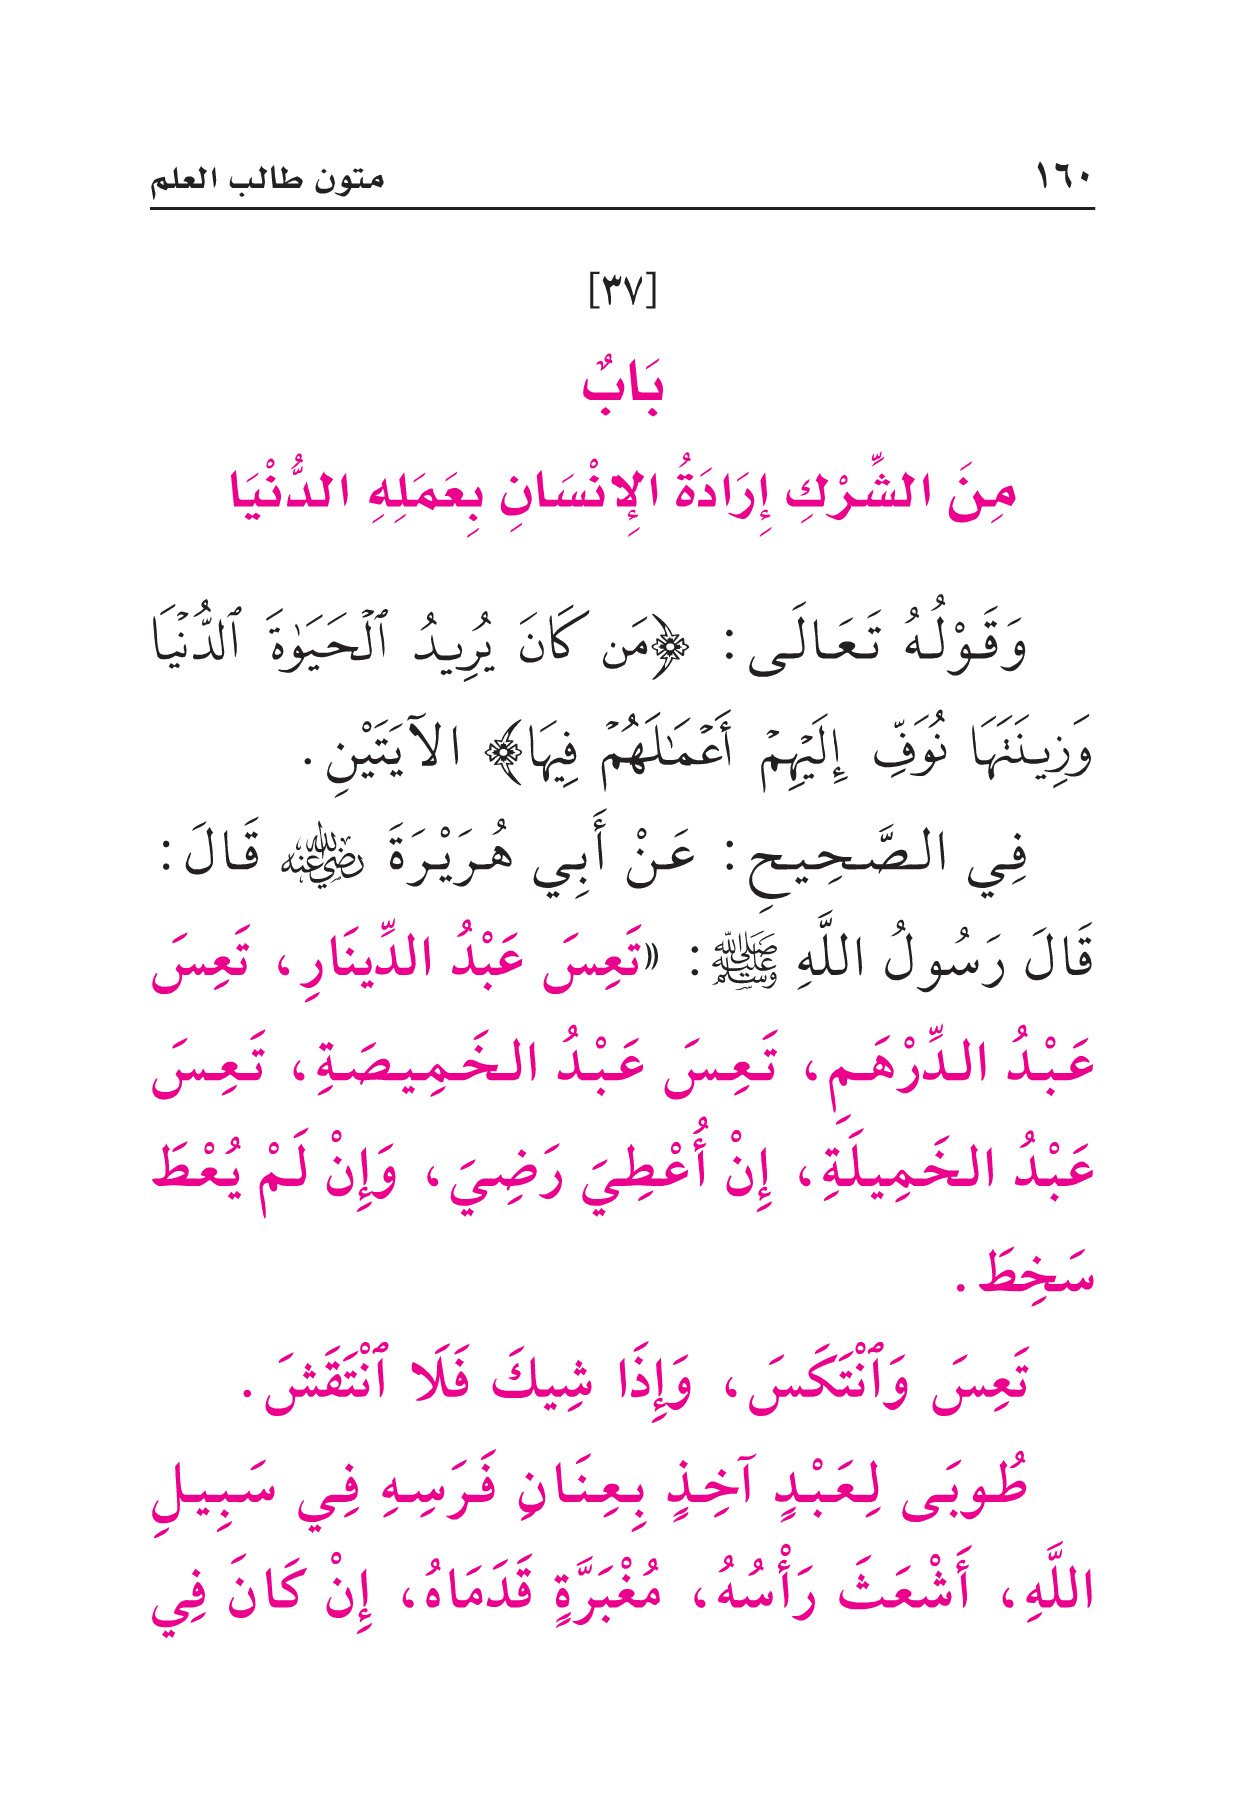 ١٦٠ متون طالب العلم
[٣٧]
بَابٌ
مِنَ الشِّرْكِ إِرَادَةُ الإِنْسَانِ بِعَمَلِهِ الدُّنْيَا
وَقَوْلُهُ تَعَالَى: ﴿مَن كَانَ يُرِيدُ ٱلْحَيَوٰةَ ٱلدُّنْيَا
وَزِينَتَهَا نُوَفِّ إِلَيْهِمْ أَعْمَـٰلَهُمْ فِيهَا﴾ الآيَتَيْنِ.
فِي الصَّحِيحِ: عَنْ أَبِي هُرَيْرَةَ رضي الله عنه قَالَ:
قَالَ رَسُولُ اللَّهِ ﷺ: «تَعِسَ عَبْدُ الدِّينَارِ، تَعِسَ
عَبْدُ الدِّرْهَمِ، تَعِسَ عَبْدُ الخَمِيصَةِ، تَعِسَ
عَبْدُ الخَمِيلَةِ، إِنْ أُعْطِيَ رَضِيَ، وَإِنْ لَمْ يُعْطَ
سَخِطَ.
تَعِسَ وَٱنْتَكَسَ، وَإِذَا شِيكَ فَلَا ٱنْتَقَشَ.
طُوبَى لِعَبْدٍ آخِذٍ بِعِنَانِ فَرَسِهِ فِي سَبِيلِ
اللَّهِ، أَشْعَثَ رَأْسُهُ، مُغْبَرَّةٍ قَدَمَاهُ، إِنْ كَانَ فِي